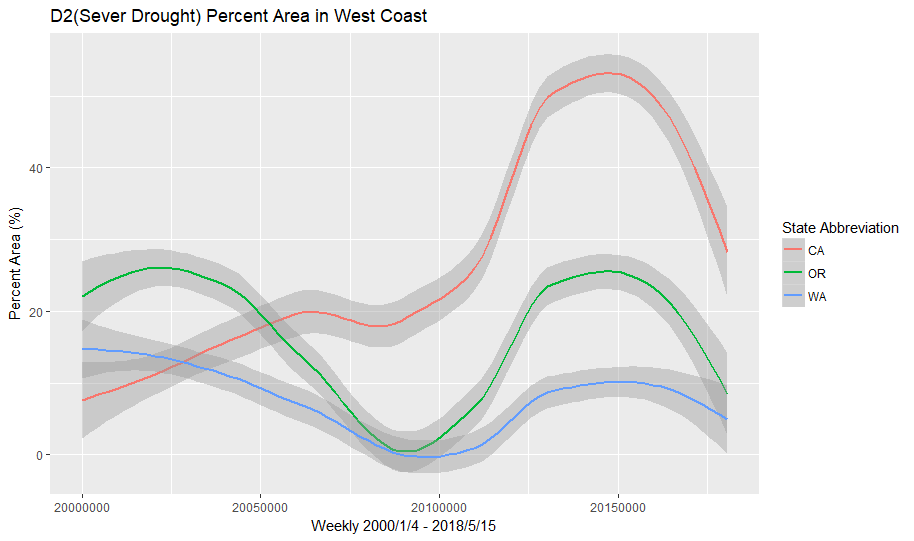 D2(Sever Drought) Percent Area in West Coast
Percent Area (%)
40
20
0
20000000 20050000 20100000 20150000
Weekly 2000/1/4 - 2018/5/15
State Abbreviation
CA
OR
WA